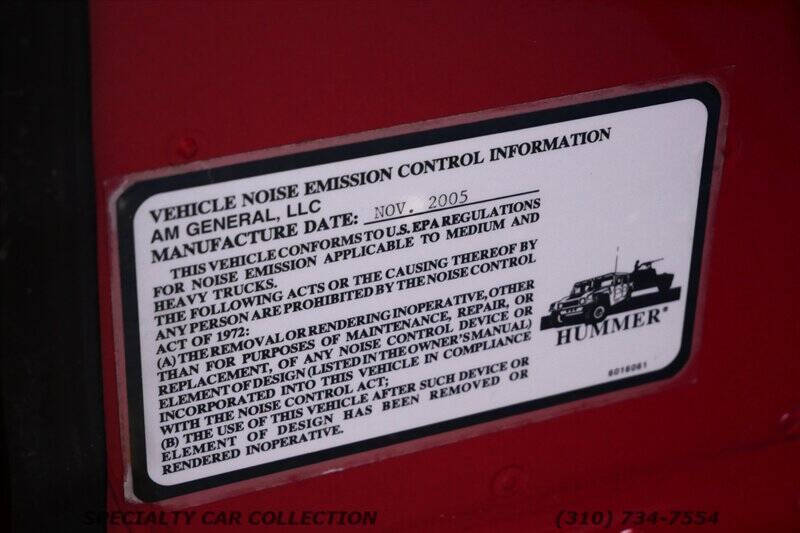 VEHICLE NOISE EMISSION CONTROL INFORMATION
AM GENERAL, LLC
MANUFACTURE DATE: NOV. 2005
THIS VEHICLE CONFORMS TO U.S. EPA REGULATIONS
FOR NOISE EMISSION APPLICABLE TO MEDIUM AND
HEAVY TRUCKS.
THE FOLLOWING ACTS OR THE CAUSING THEREOF BY
ANY PERSON ARE PROHIBITED BY THE NOISE CONTROL
ACT OF 1972:
(A) THE REMOVAL OR RENDERING INOPERATIVE, OTHER
THAN FOR PURPOSES OF MAINTENANCE, REPAIR, OR
REPLACEMENT, OF ANY NOISE CONTROL DEVICE OR
ELEMENT OF DESIGN (LISTED IN THE OWNER'S MANUAL)
INCORPORATED INTO THIS VEHICLE IN COMPLIANCE
WITH THE NOISE CONTROL ACT;
(B) THE USE OF THIS VEHICLE AFTER SUCH DEVICE OR
ELEMENT OF DESIGN HAS BEEN REMOVED OR
RENDERED INOPERATIVE.
HUMMER®
6016061
SPECIALTY CAR COLLECTION (310) 734-7554